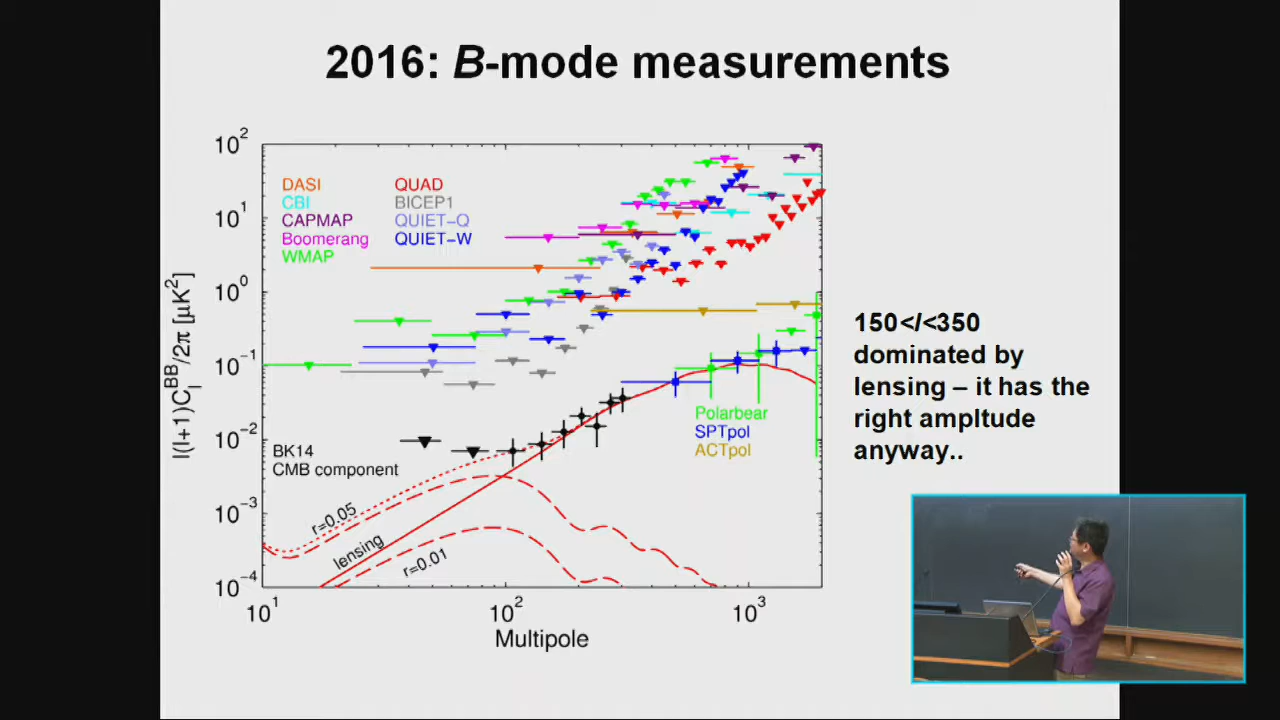 2016: B-mode measurements
10²
10¹
10⁰
10⁻¹
10⁻²
10⁻³
10⁻⁴
l(l+1)C_l^BB/2π [μK²]
DASI
CBI
CAPMAP
Boomerang
WMAP
QUAD
BICEP1
QUIET-Q
QUIET-W
Polarbear
SPTpol
ACTpol
BK14
CMB component
r=0.05
lensing
r=0.01
10¹
10²
10³
Multipole
150</<350
dominated by
lensing – it has the
right ampltude
anyway..